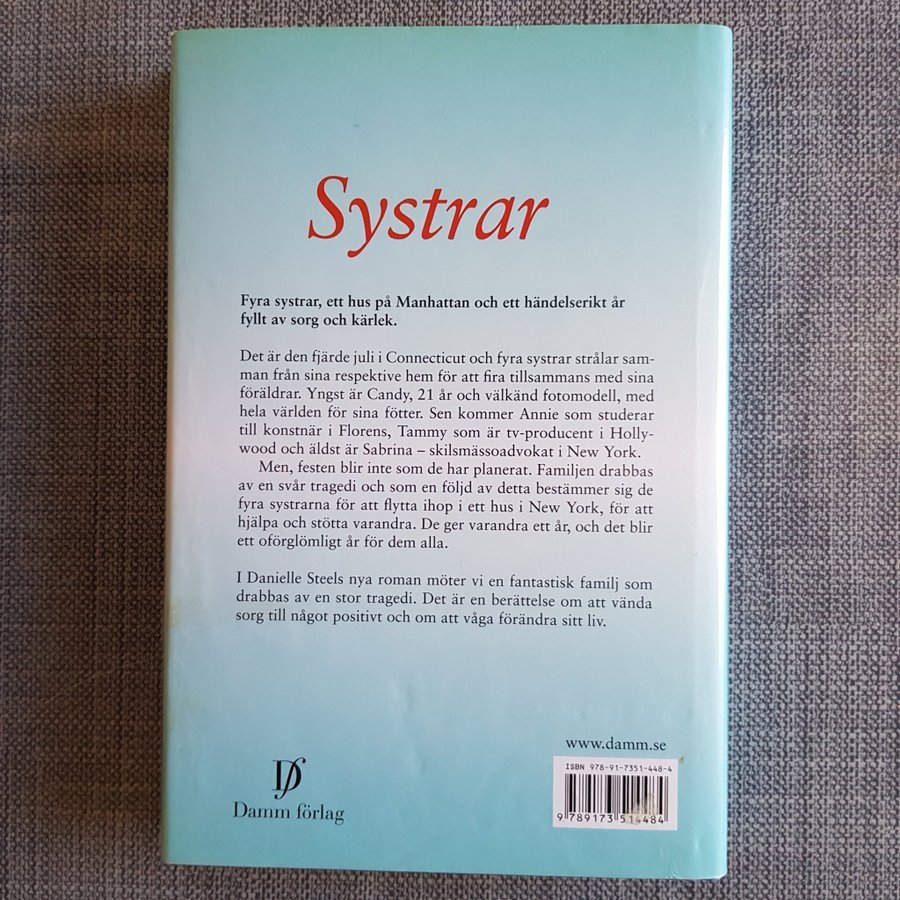 Systrar
Fyra systrar, ett hus på Manhattan och ett händelserikt år
fyllt av sorg och kärlek.
Det är den fjärde juli i Connecticut och fyra systrar strålar sam-
man från sina respektive hem för att fira tillsammans med sina
föräldrar. Yngst är Candy, 21 år och välkänd fotomodell, med
hela världen för sina fötter. Sen kommer Annie som studerar
till konstnär i Florens, Tammy som är tv-producent i Holly-
wood och äldst är Sabrina – skilsmässoadvokat i New York.
Men, festen blir inte som de har planerat. Familjen drabbas
av en svår tragedi och som en följd av detta bestämmer sig de
fyra systrarna för att flytta ihop i ett hus i New York, för att
hjälpa och stötta varandra. De ger varandra ett år, och det blir
ett oförglömligt år för dem alla.
I Danielle Steels nya roman möter vi en fantastisk familj som
drabbas av en stor tragedi. Det är en berättelse om att vända
sorg till något positivt och om att våga förändra sitt liv.
www.damm.se
ISBN 978-91-7351-448-4
9 789173 514484
Df
Damm förlag